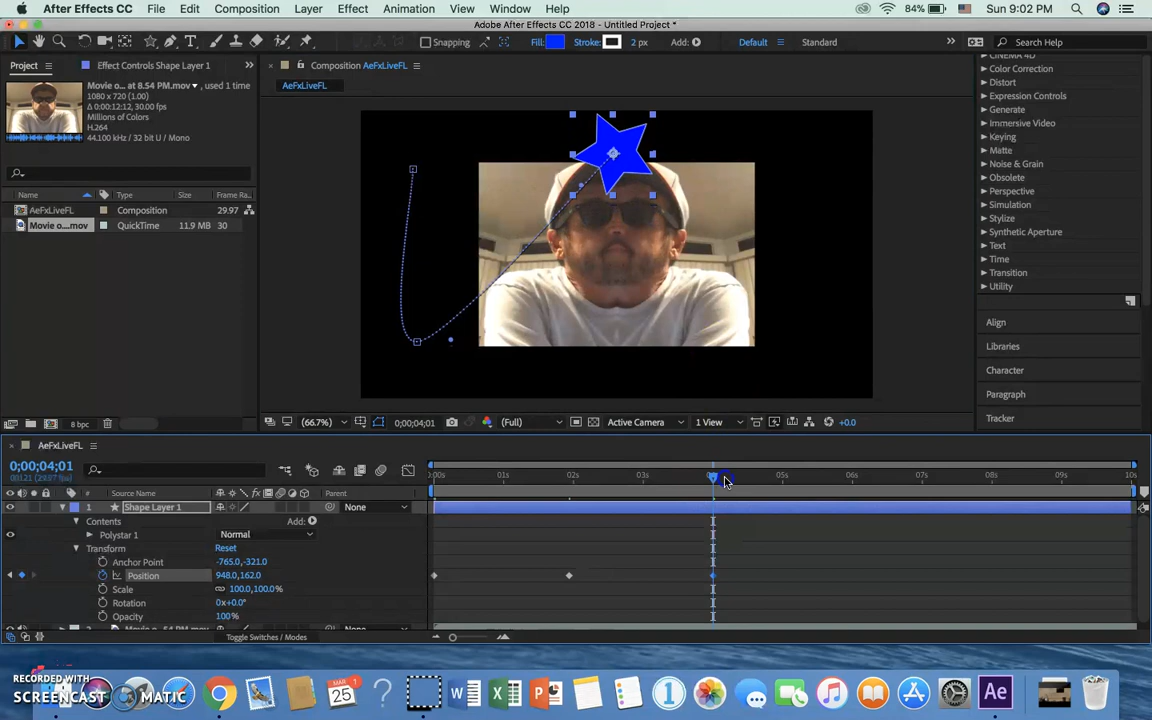 After Effects CC File Edit Composition Layer Effect Animation View Window Help 84% Sun 9:02 PM
Adobe After Effects CC 2018 - Untitled Project *
Snapping Fill: Stroke: 2 px Add: Default Standard Search Help
Project Effect Controls Shape Layer 1 Composition AeFxLiveFL
AeFxLiveFL
Movie o... at 8.54 PM.mov , used 1 time
1080 x 720 (1.00)
Δ 0:00:12:12, 30.00 fps
Millions of Colors
H.264
44.100 kHz / 32 bit U / Mono
CINEMA 4D
Color Correction
Distort
Expression Controls
Generate
Immersive Video
Keying
Matte
Noise & Grain
Obsolete
Perspective
Simulation
Stylize
Synthetic Aperture
Text
Time
Transition
Utility
Align
Libraries
Character
Paragraph
Tracker
Name Type Size Frame Ra...
AeFxLiveFL Composition 29.97
Movie o....mov QuickTime 11.9 MB 30
8 bpc
(66.7%) 0;00;04;01 (Full) Active Camera 1 View +0.0
AeFxLiveFL
0;00;04;01
00121 (29.97 fps)
:00s 01s 02s 03s 05s 06s 07s 08s 09s 10s
# Source Name Parent
1 Shape Layer 1 None
Contents Add:
Polystar 1 Normal
Transform Reset
Anchor Point -765.0,-321.0
Position 948.0,162.0
Scale 100.0,100.0%
Rotation 0x+0.0°
Opacity 100%
Toggle Switches / Modes
RECORDED WITH
SCREENCAST MATIC
MAR
25